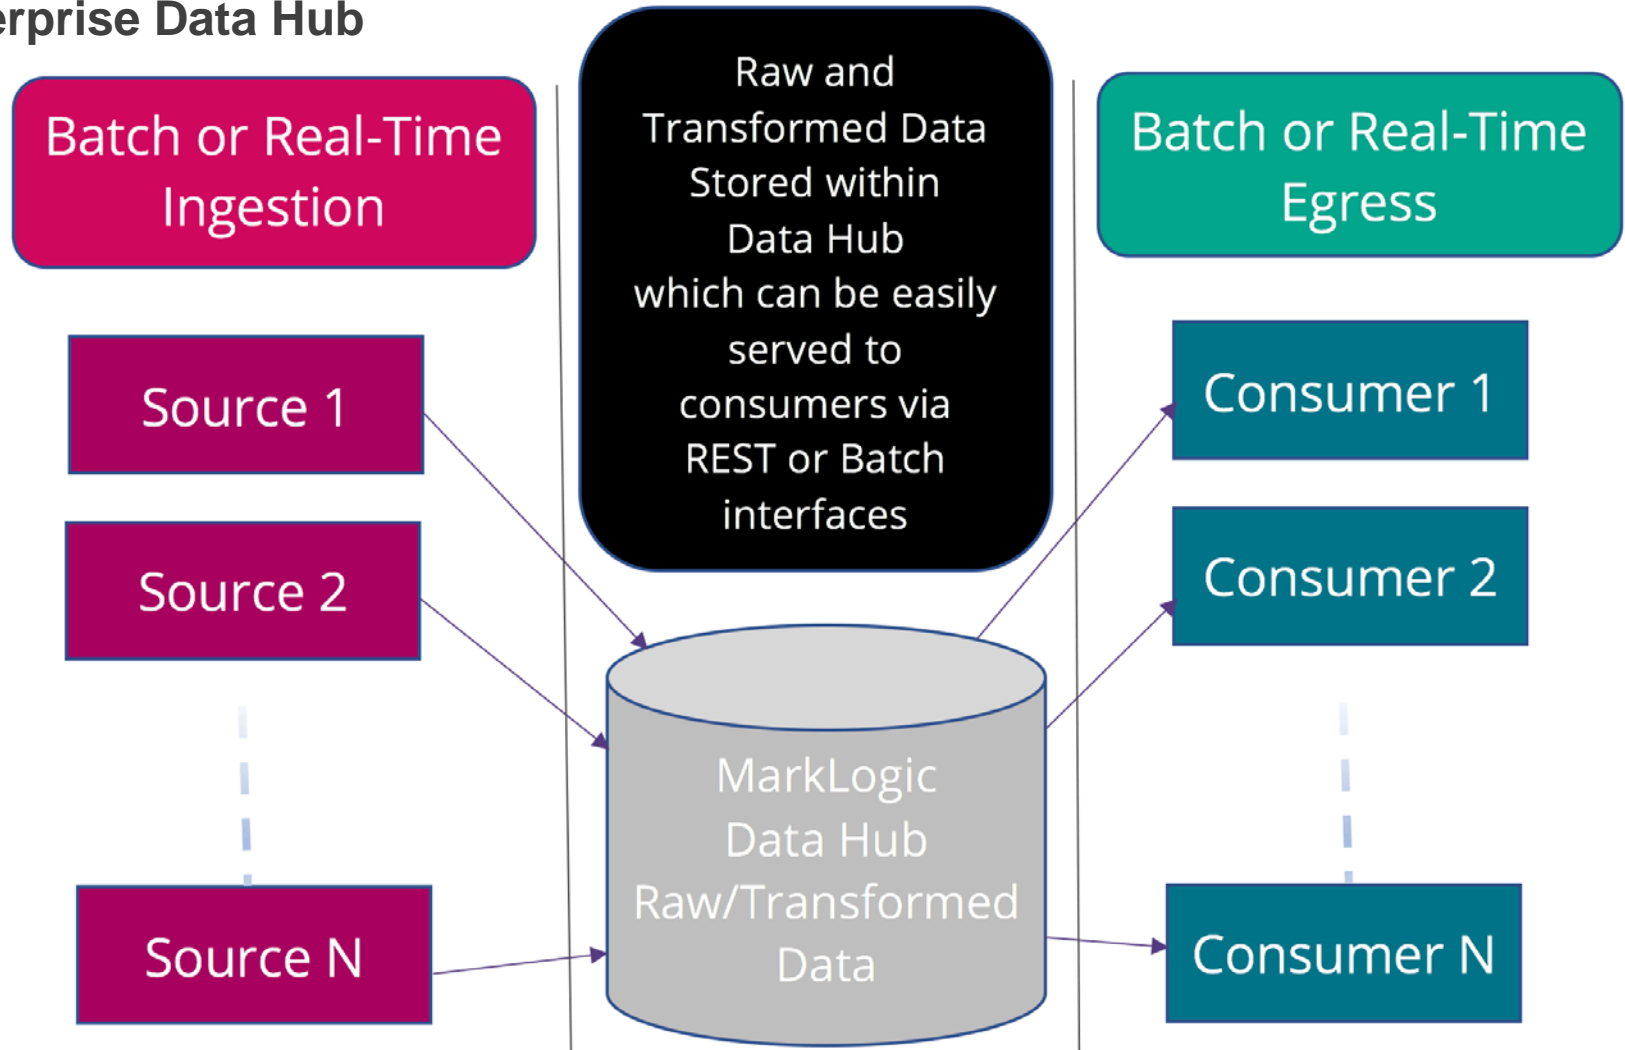 erprise Data Hub
Batch or Real-Time
Ingestion
Raw and
Transformed Data
Stored within
Data Hub
which can be easily
served to
consumers via
REST or Batch
interfaces
Batch or Real-Time
Egress
Source 1
Source 2
Source N
MarkLogic
Data Hub
Raw/Transformed
Data
Consumer 1
Consumer 2
Consumer N